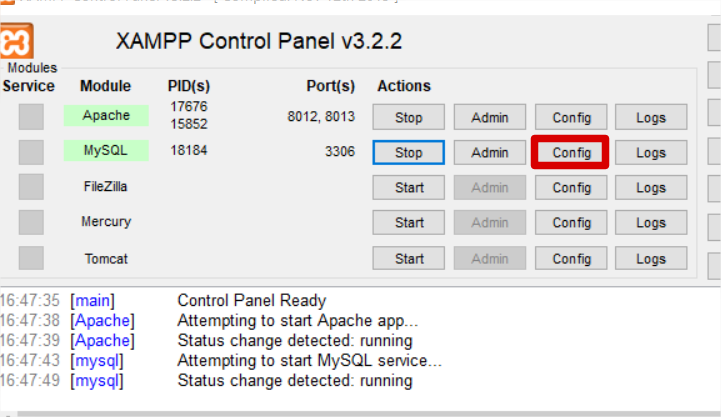 XAMPP Control Panel v3.2.2
Modules
Service Module PID(s) Port(s) Actions
Apache 17676 15852 8012, 8013 Stop Admin Config Logs
MySQL 18184 3306 Stop Admin Config Logs
FileZilla Start Admin Config Logs
Mercury Start Admin Config Logs
Tomcat Start Admin Config Logs
16:47:35 [main] Control Panel Ready
16:47:38 [Apache] Attempting to start Apache app...
16:47:39 [Apache] Status change detected: running
16:47:43 [mysql] Attempting to start MySQL service...
16:47:49 [mysql] Status change detected: running